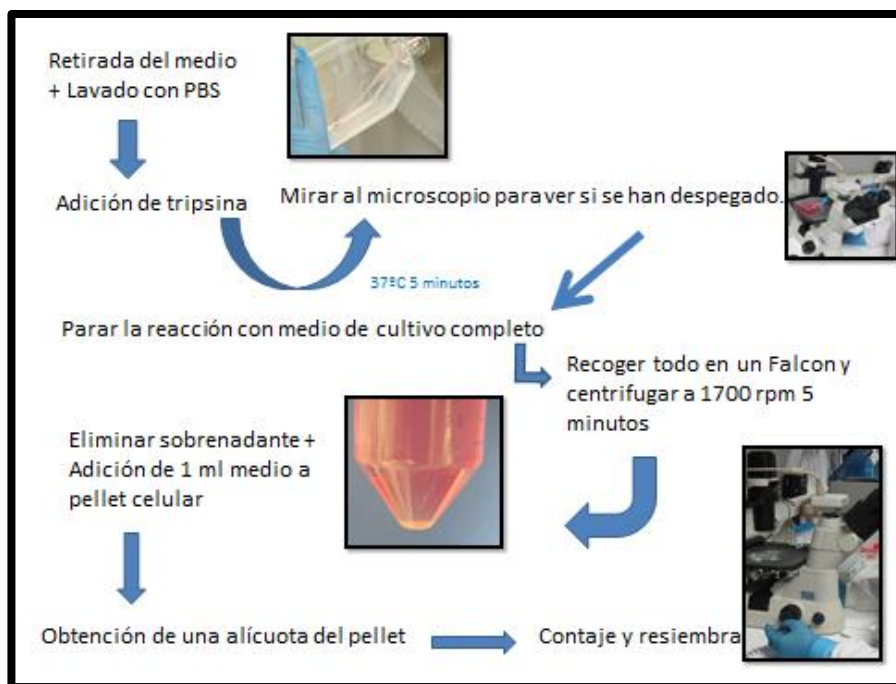 Retirada del medio
+ Lavado con PBS
Adición de tripsina
Mirar al microscopio para ver si se han despegado.
37ºC 5 minutos
Parar la reacción con medio de cultivo completo
Recoger todo en un Falcon y
centrifugar a 1700 rpm 5
minutos
Eliminar sobrenadante +
Adición de 1 ml medio a
pellet celular
Obtención de una alícuota del pellet
Contaje y resiembra